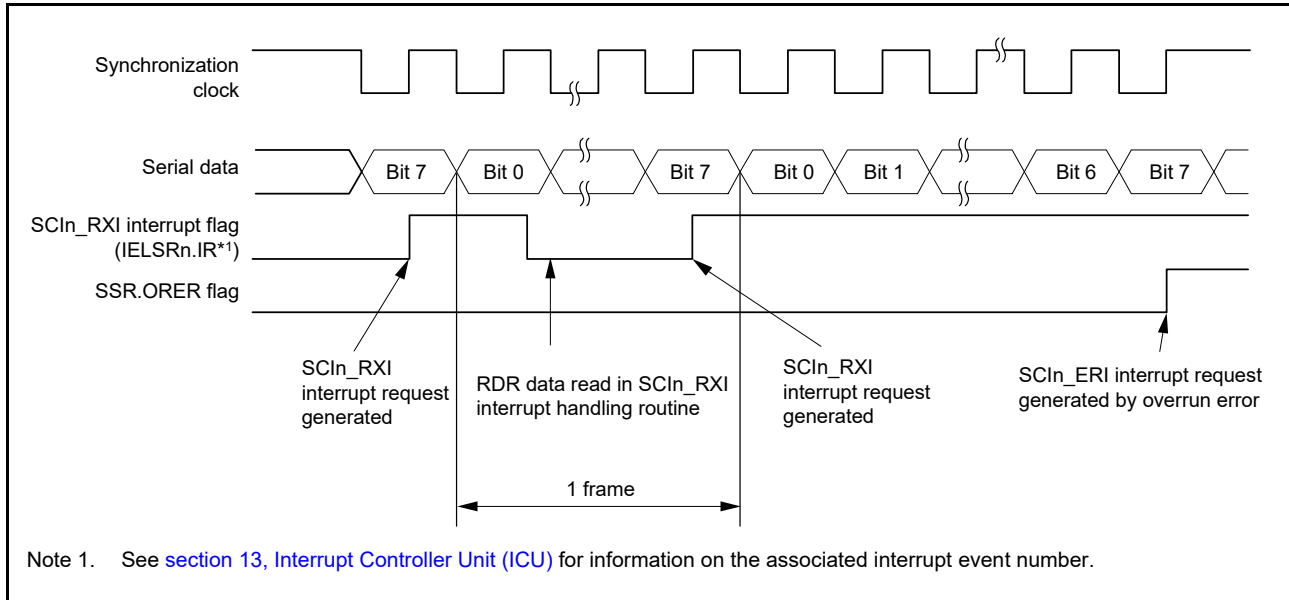 Synchronization
clock
Serial data
Bit 7
Bit 0
Bit 7
Bit 0
Bit 1
Bit 6
Bit 7
SCIn_RXI interrupt flag
(IELSRn.IR*1)
SSR.ORER flag
SCIn_RXI
interrupt request
generated
RDR data read in SCIn_RXI
interrupt handling routine
SCIn_RXI
interrupt request
generated
SCIn_ERI interrupt request
generated by overrun error
1 frame
Note 1. See section 13, Interrupt Controller Unit (ICU) for information on the associated interrupt event number.